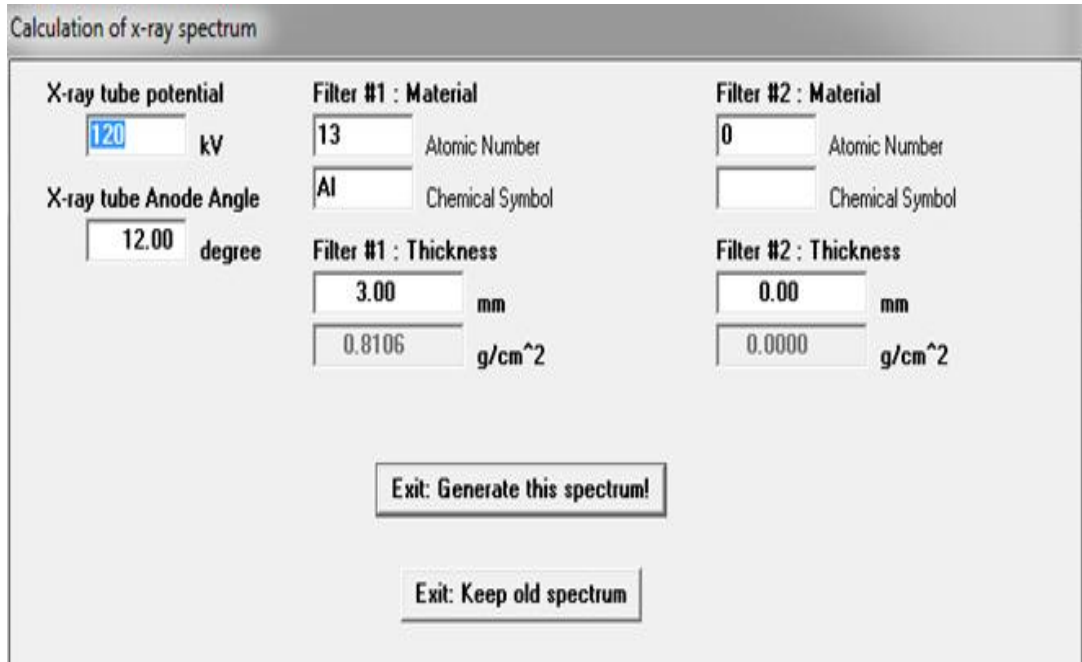 Calculation of x-ray spectrum
X-ray tube potential
120 kV
X-ray tube Anode Angle
12.00 degree
Filter #1 : Material
13 Atomic Number
Al Chemical Symbol
Filter #1 : Thickness
3.00 mm
0.8106 g/cm^2
Filter #2 : Material
0 Atomic Number
Chemical Symbol
Filter #2 : Thickness
0.00 mm
0.0000 g/cm^2
Exit: Generate this spectrum!
Exit: Keep old spectrum